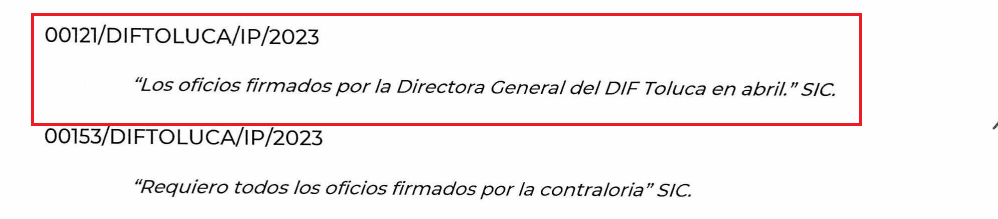 00121/DIFTOLUCA/IP/2023
“Los oficios firmados por la Directora General del DIF Toluca en abril.” SIC.
00153/DIFTOLUCA/IP/2023
“Requiero todos los oficios firmados por la contraloria” SIC.